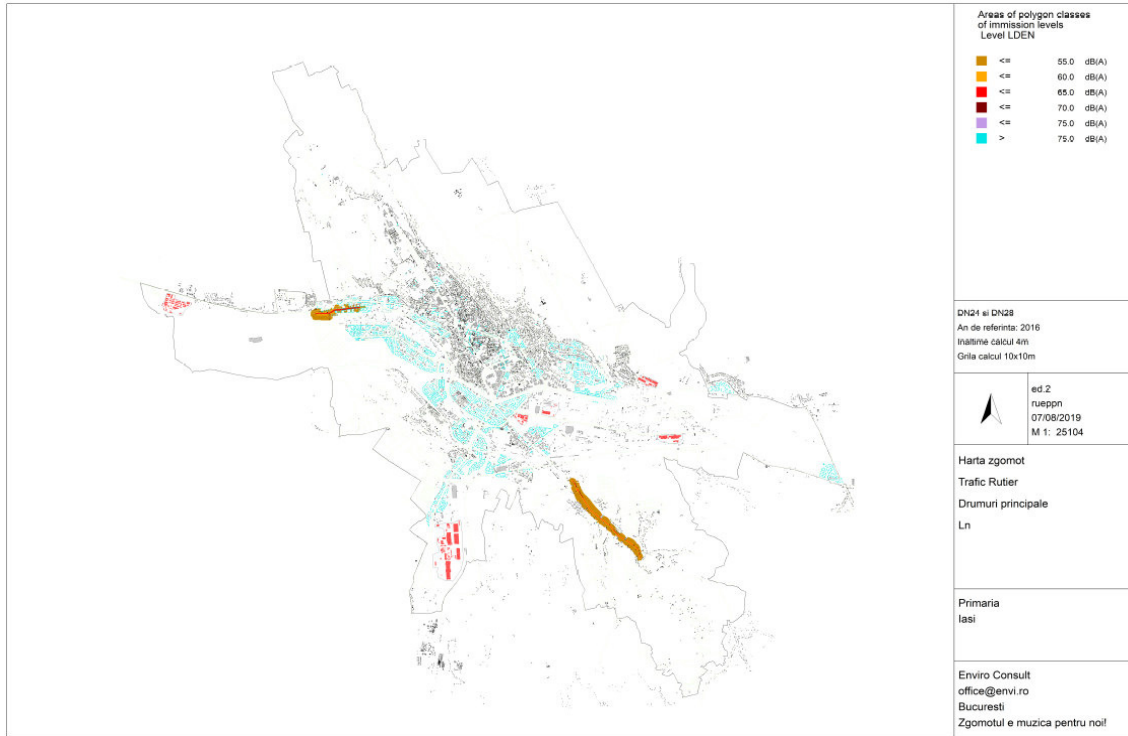 Areas of polygon classes
of immission levels
Level LDEN
<= 55.0 dB(A)
<= 60.0 dB(A)
<= 65.0 dB(A)
<= 70.0 dB(A)
<= 75.0 dB(A)
> 75.0 dB(A)
DN24 si DN28
An de referinta: 2016
Inaltime calcul 4m
Grila calcul 10x10m
ed.2
rueppn
07/08/2019
M 1: 25104
Harta zgomot
Trafic Rutier
Drumuri principale
Ln
Primaria
Iasi
Enviro Consult
office@envi.ro
Bucuresti
Zgomotul e muzica pentru noi!